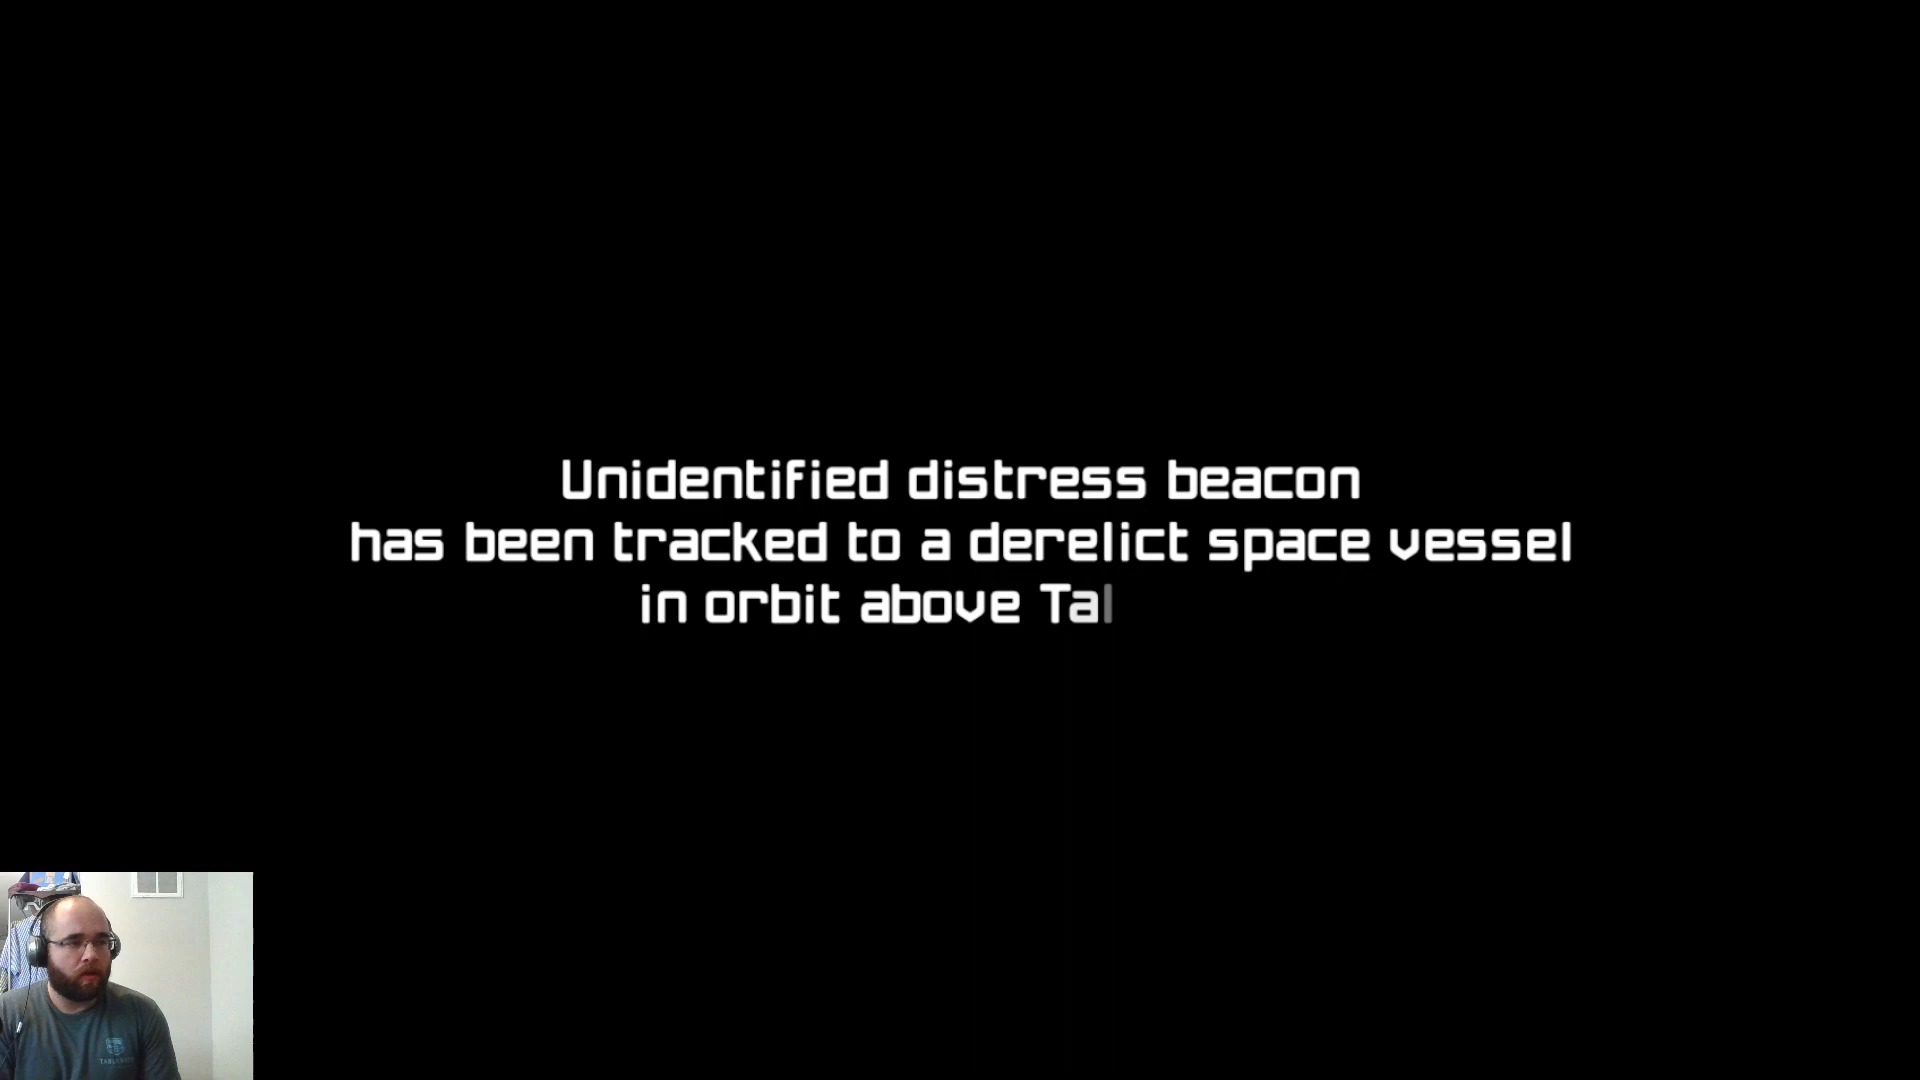 Unidentified distress beacon
has been tracked to a derelict space vessel
in orbit above Tal